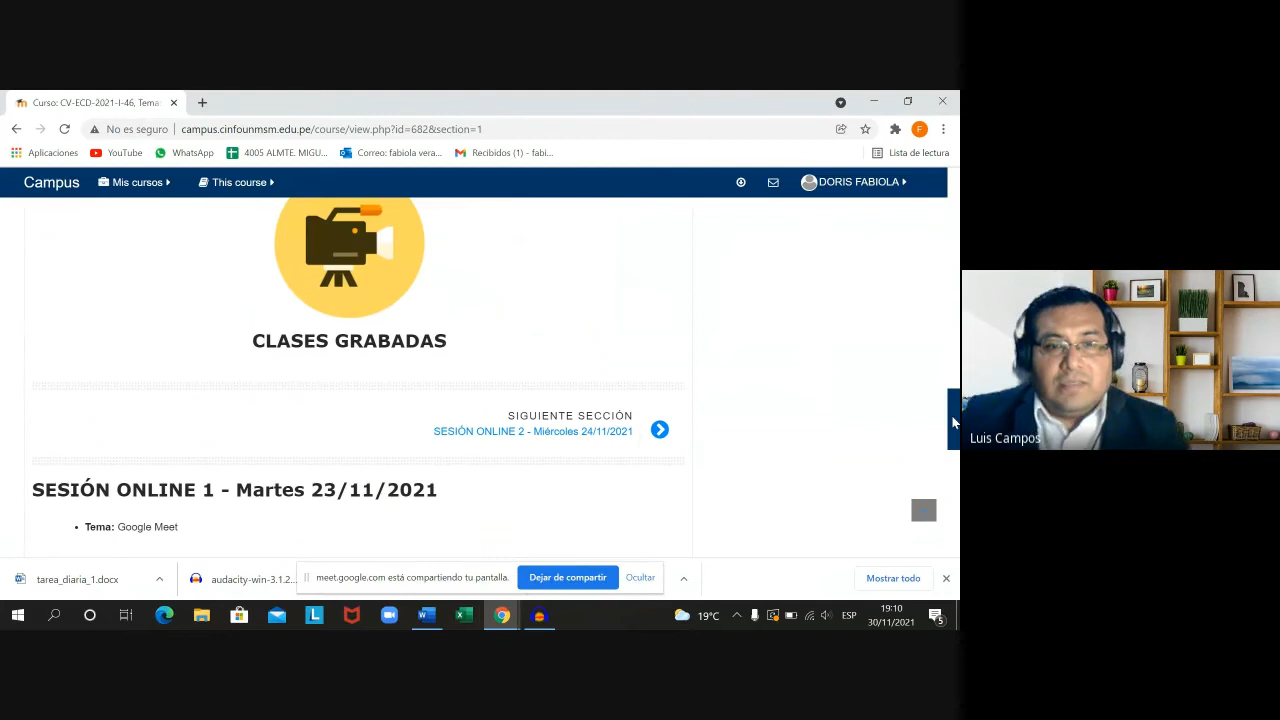 Curso: CV-ECD-2021-I-46, Tema:
No es seguro
campus.cinfounmsm.edu.pe/course/view.php?id=682&section=1
Aplicaciones
YouTube
WhatsApp
4005 ALMTE. MIGU...
Correo: fabiola vera...
Recibidos (1) - fabi...
Lista de lectura
Campus
Mis cursos
This course
DORIS FABIOLA
CLASES GRABADAS
SIGUIENTE SECCIÓN
SESIÓN ONLINE 2 - Miércoles 24/11/2021
SESIÓN ONLINE 1 - Martes 23/11/2021
Tema: Google Meet
Luis Campos
tarea_diaria_1.docx
audacity-win-3.1.2...
meet.google.com está compartiendo tu pantalla.
Dejar de compartir
Ocultar
Mostrar todo
19°C
ESP
19:10
30/11/2021
5